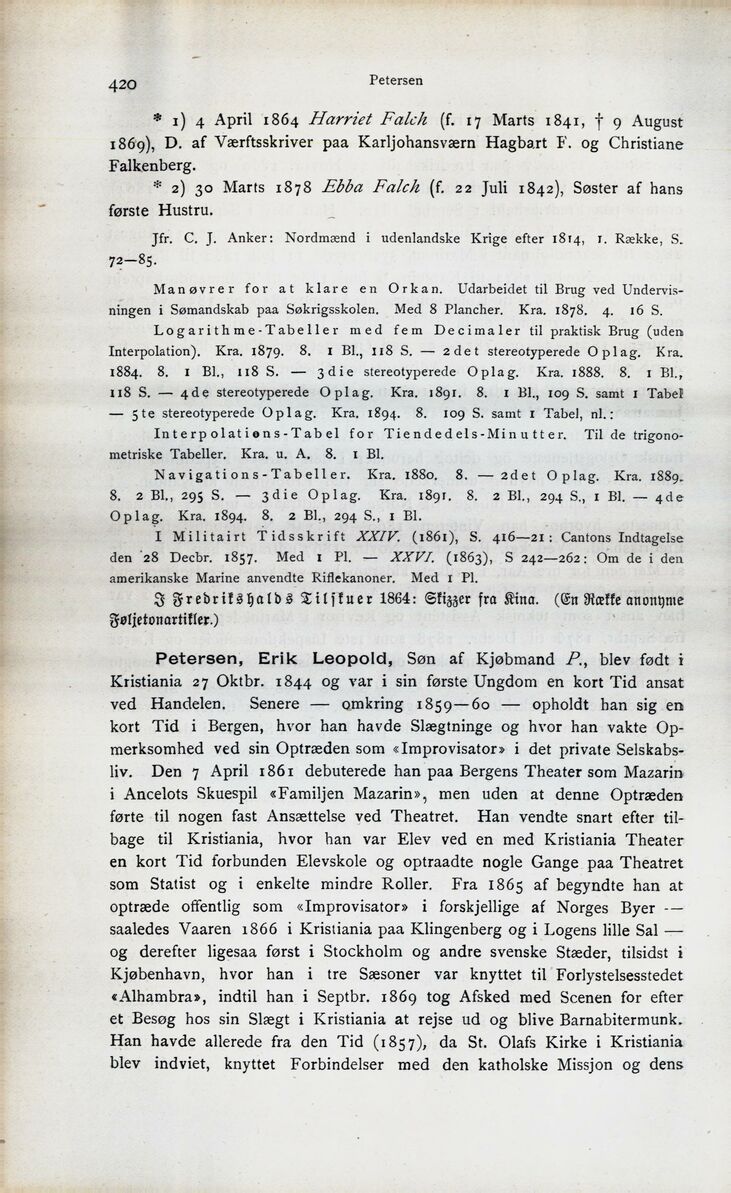 420
Petersen
* 1) 4 April 1864 Harriet Falch (f. 17 Marts 1841, † 9 August
1869), D. af Værftsskriver paa Karljohansværn Hagbart F. og Christiane
Falkenberg.
* 2) 30 Marts 1878 Ebba Falch (f. 22 Juli 1842), Søster af hans
første Hustru.
Jfr. C. J. Anker: Nordmænd i udenlandske Krige efter 1814, 1. Række, S.
72—85.
Manøvrer for at klare en Orkan. Udarbeidet til Brug ved Undervis-
ningen i Sømandskab paa Søkrigsskolen. Med 8 Plancher. Kra. 1878. 4. 16 S.
Logarithme-Tabeller med fem Decimaler til praktisk Brug (uden
Interpolation). Kra. 1879. 8. 1 Bl., 118 S. — 2det stereotyperede Oplag. Kra.
1884. 8. 1 Bl., 118 S. — 3die stereotyperede Oplag. Kra. 1888. 8. 1 Bl.,
118 S. — 4de stereotyperede Oplag. Kra. 1891. 8. 1 Bl., 109 S. samt 1 Tabel
— 5te stereotyperede Oplag. Kra. 1894. 8. 109 S. samt 1 Tabel, nl.:
Interpolations-Tabel for Tiendedels-Minutter. Til de trigono-
metriske Tabeller. Kra. u. A. 8. 1 Bl.
Navigations-Tabeller. Kra. 1880. 8. — 2det Oplag. Kra. 1889.
8. 2 Bl., 295 S. — 3die Oplag. Kra. 1891. 8. 2 Bl., 294 S., 1 Bl. — 4de
Oplag. Kra. 1894. 8. 2 Bl., 294 S., 1 Bl.
I Militairt Tidsskrift XXIV. (1861), S. 416—21: Cantons Indtagelse
den 28 Decbr. 1857. Med 1 Pl. — XXVI. (1863), S 242—262: Om de i den
amerikanske Marine anvendte Riflekanoner. Med 1 Pl.
I Fredrikshalds Tilskuer 1864: Skizzer fra Kina. (En Række anonyme
Føljetonartikler.)
Petersen, Erik Leopold, Søn af Kjøbmand P., blev født i
Kristiania 27 Oktbr. 1844 og var i sin første Ungdom en kort Tid ansat
ved Handelen. Senere — omkring 1859—60 — opholdt han sig en
kort Tid i Bergen, hvor han havde Slægtninge og hvor han vakte Op-
merksomhed ved sin Optræden som «Improvisator» i det private Selskabs-
liv. Den 7 April 1861 debuterede han paa Bergens Theater som Mazarin
i Ancelots Skuespil «Familjen Mazarin», men uden at denne Optræden
førte til nogen fast Ansættelse ved Theatret. Han vendte snart efter til-
bage til Kristiania, hvor han var Elev ved en med Kristiania Theater
en kort Tid forbunden Elevskole og optraadte nogle Gange paa Theatret
som Statist og i enkelte mindre Roller. Fra 1865 af begyndte han at
optræde offentlig som «Improvisator» i forskjellige af Norges Byer —
saaledes Vaaren 1866 i Kristiania paa Klingenberg og i Logens lille Sal —
og derefter ligesaa først i Stockholm og andre svenske Stæder, tilsidst i
Kjøbenhavn, hvor han i tre Sæsoner var knyttet til Forlystelsesstedet
«Alhambra», indtil han i Septbr. 1869 tog Afsked med Scenen for efter
et Besøg hos sin Slægt i Kristiania at rejse ud og blive Barnabitermunk.
Han havde allerede fra den Tid (1857), da St. Olafs Kirke i Kristiania
blev indviet, knyttet Forbindelser med den katholske Missjon og dens